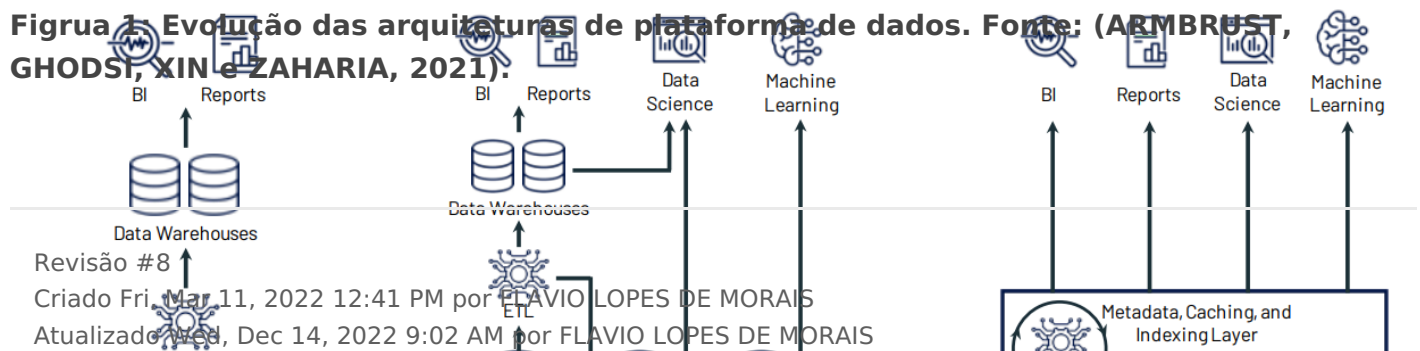 Figrua 1: Evolução das arquiteturas de plataforma de dados. Fonte: (ARMBRUST,
GHODSI, XIN e ZAHARIA, 2021).
BI Reports
BI Reports
Data
Science
Machine
Learning
BI Reports
Data
Science
Machine
Learning
Data Warehouses
Data Warehouses
Revisão #8
Criado Fri, Mar 11, 2022 12:41 PM por FLAVIO LOPES DE MORAIS
ETL
Atualizado Wed, Dec 14, 2022 9:02 AM por FLAVIO LOPES DE MORAIS
Metadata, Caching, and
Indexing Layer